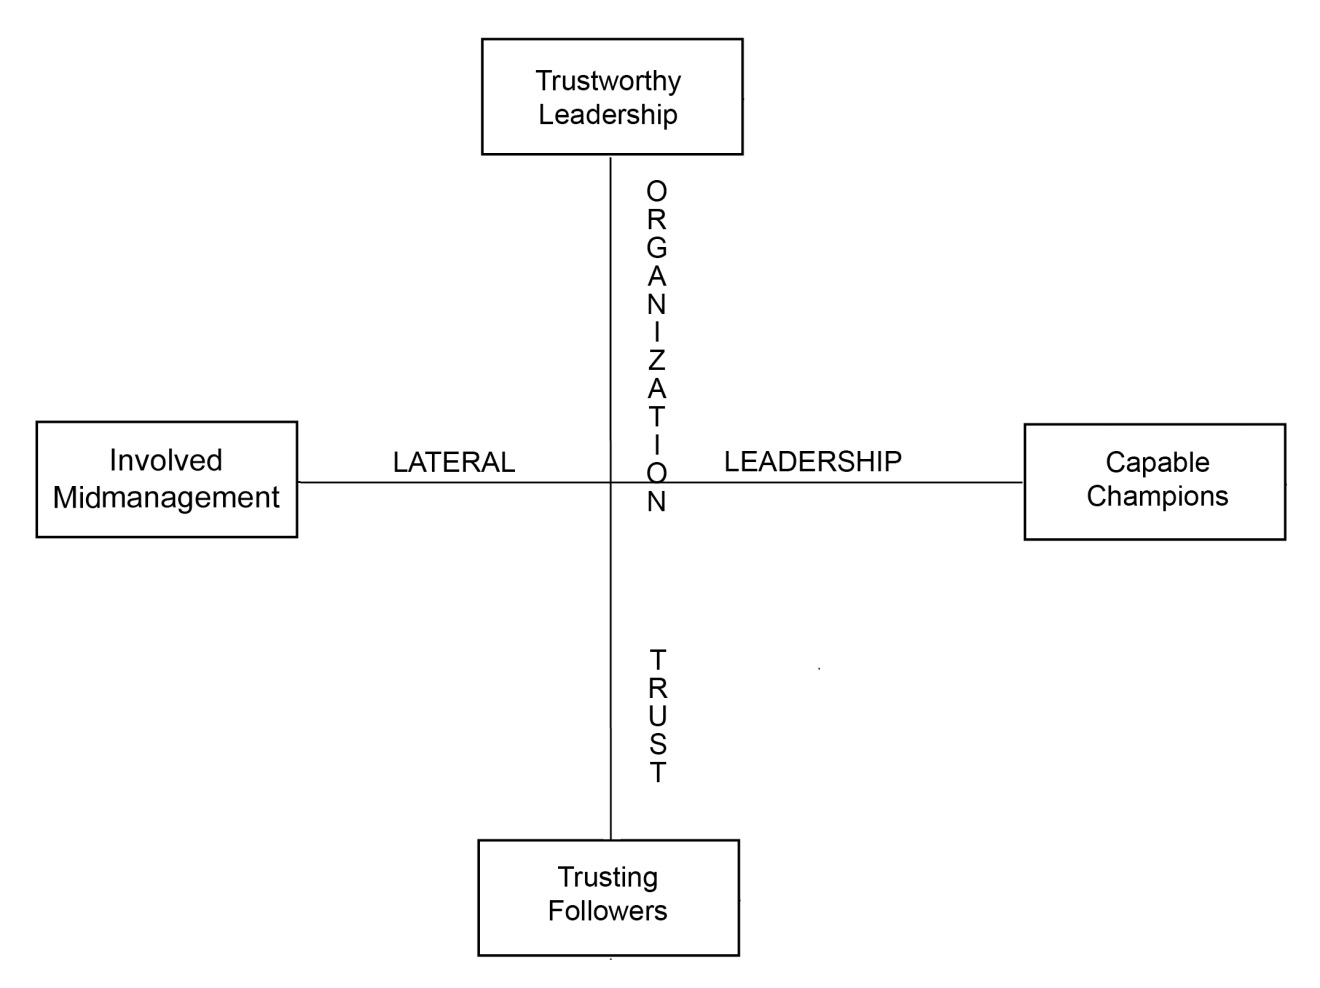 Trustworthy
Leadership
ORGANIZATION
Involved
Midmanagement
LATERAL
LEADERSHIP
Capable
Champions
TRUST
Trusting
Followers